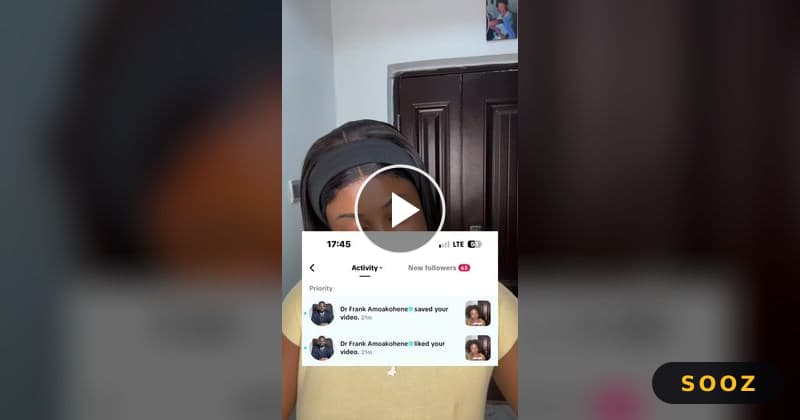 17:45
LTE
Activity
New followers 63
Priority
Dr Frank Amoakohene saved your
video. 21m
Dr Frank Amoakohene liked your
video. 21m
SOOZ